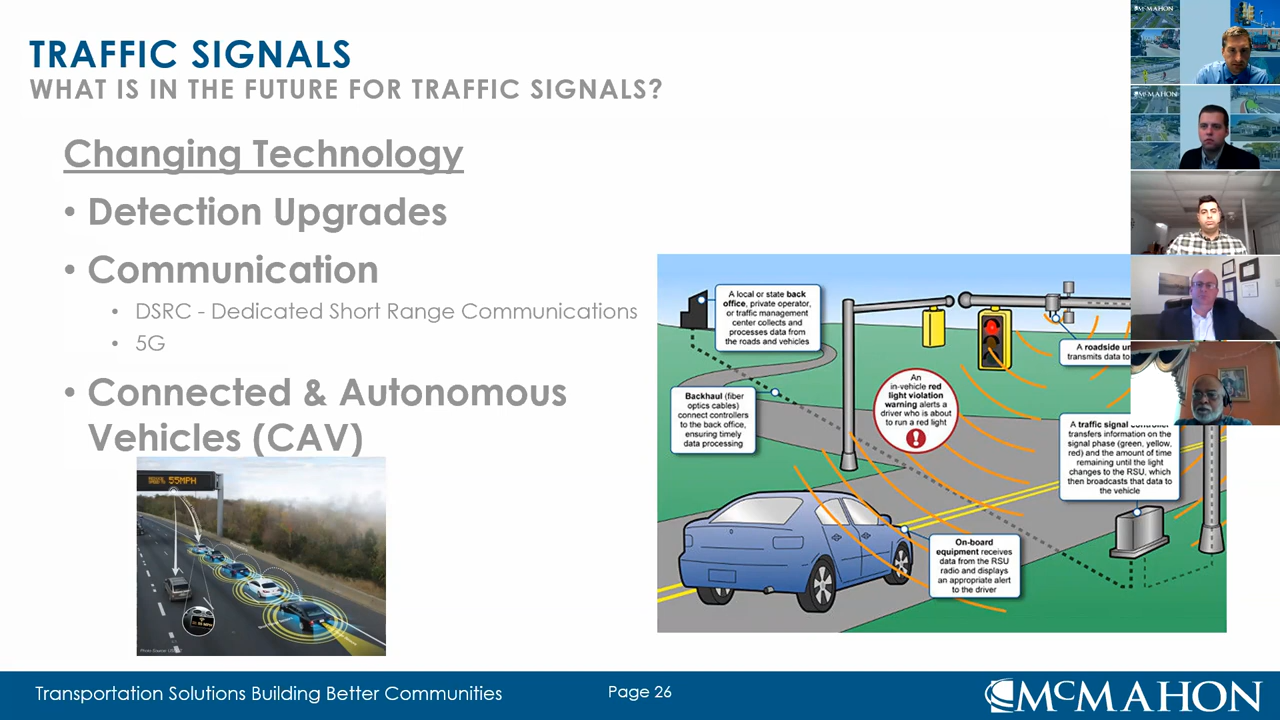 TRAFFIC SIGNALS
WHAT IS IN THE FUTURE FOR TRAFFIC SIGNALS?
Changing Technology
• Detection Upgrades
• Communication
• DSRC - Dedicated Short Range Communications
• 5G
• Connected & Autonomous
Vehicles (CAV)
55MPH
A local or state back
office, private operator,
or traffic management
center collects and
processes data from
the roads and vehicles
Backhaul (fiber
optics cables)
connect controllers
to the back office,
ensuring timely
data processing
An
in-vehicle red
light violation
warning alerts a
driver who is about
to run a red light
!
A roadside
transmits data to
A traffic signal
transfers information on the
signal phase (green, yellow,
red) and the amount of time
remaining until the light
changes to the RSU, which
then broadcasts that data to
the vehicle
On-board
equipment receives
data from the RSU
radio and displays
an appropriate alert
to the driver
McMAHON
McMAHON
Transportation Solutions Building Better Communities
Page 26
McMAHON